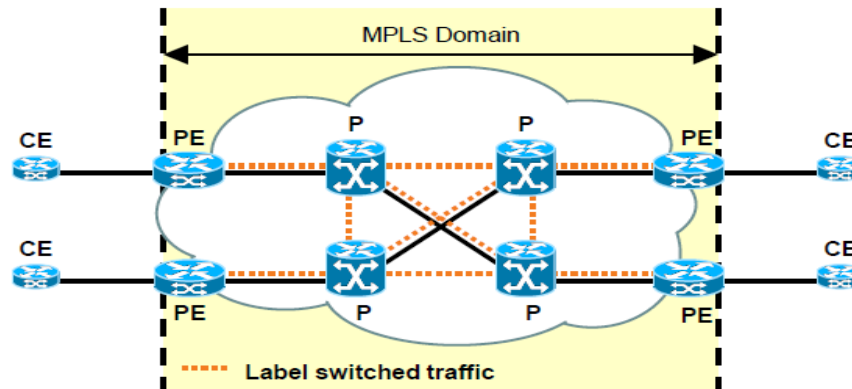 MPLS Domain
P P
CE PE PE CE
CE CE
PE P P PE
Label switched traffic